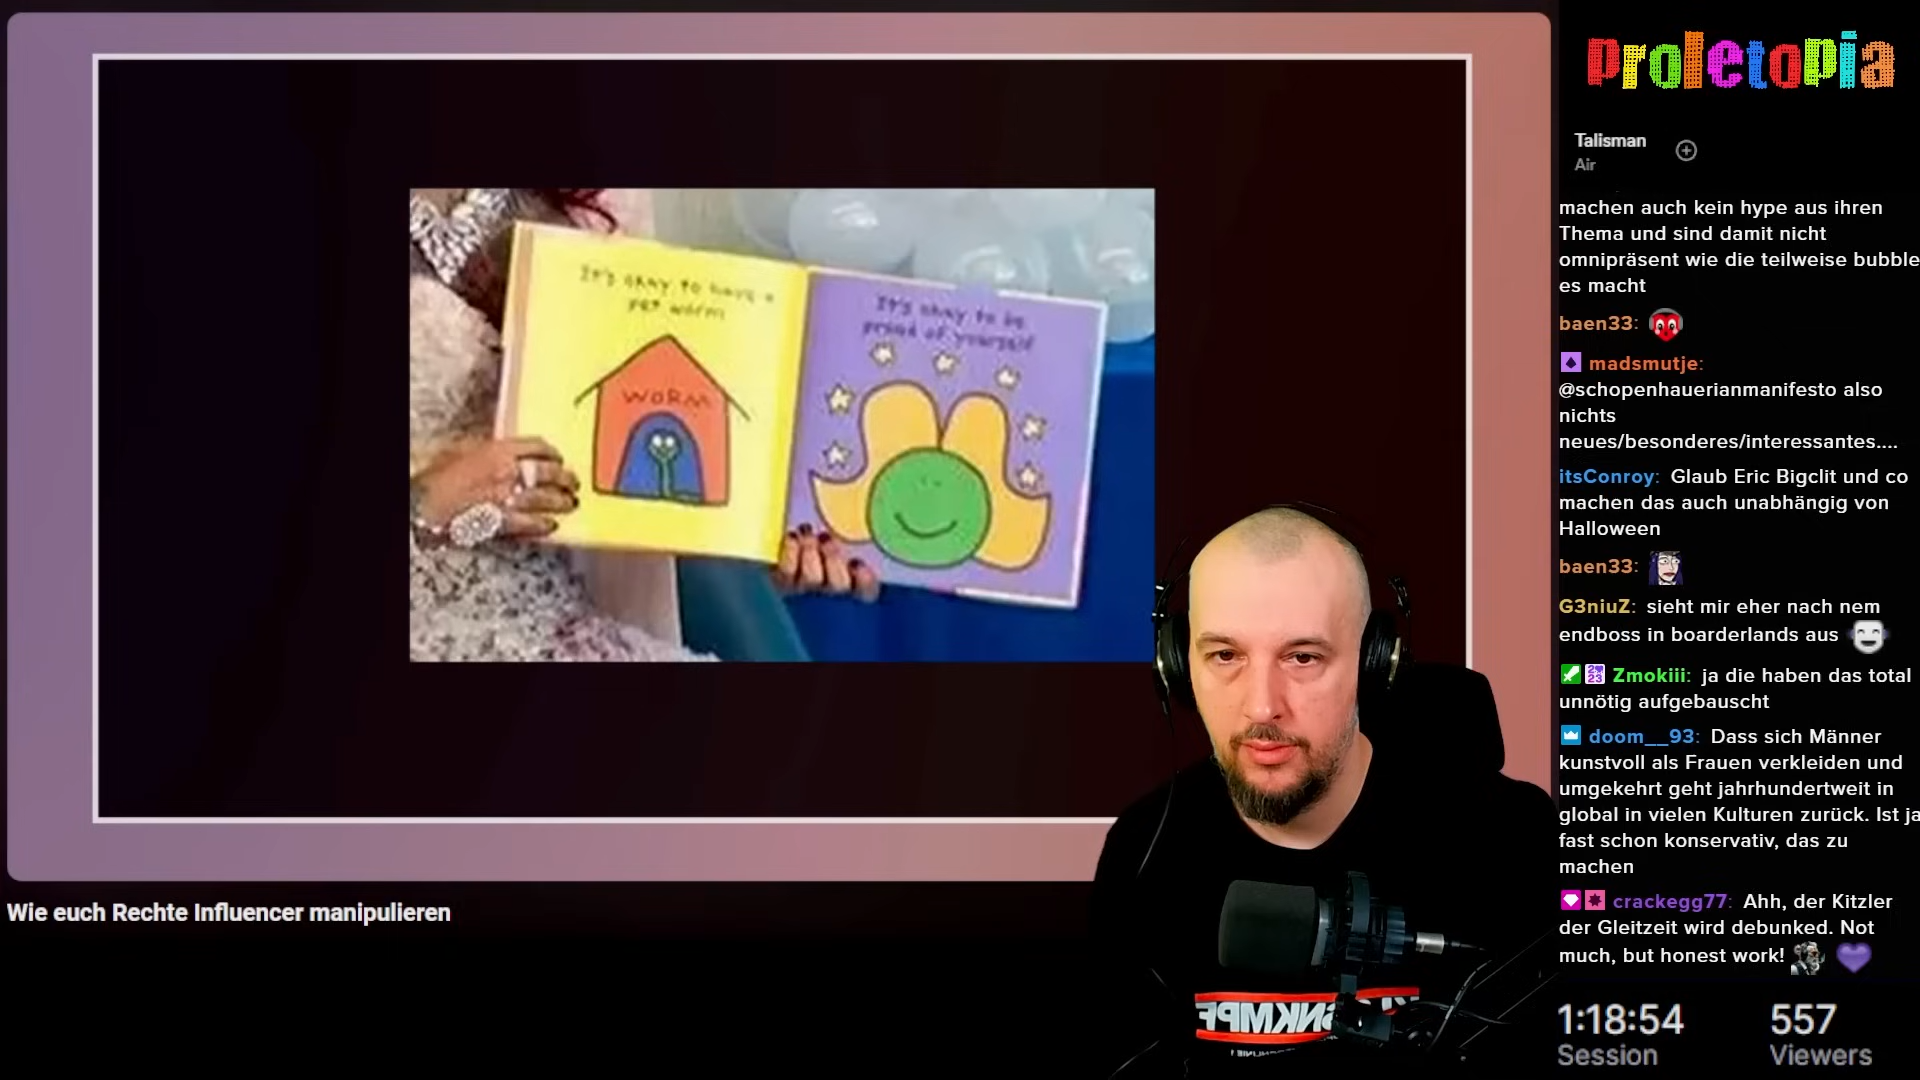 It's okay to have a
pet worm
WORM
It's okay to be
proud of yourself
Wie euch Rechte Influencer manipulieren
Proletopia
Talisman
Air
machen auch kein hype aus ihren
Thema und sind damit nicht
omnipräsent wie die teilweise bubble
es macht
baen33:
madsmutje:
@schopenhauerianmanifesto also
nichts
neues/besonderes/interessantes....
itsConroy: Glaub Eric Bigclit und co
machen das auch unabhängig von
Halloween
baen33:
G3niuZ: sieht mir eher nach nem
endboss in boarderlands aus
Zmokiii: ja die haben das total
unnötig aufgebauscht
doom__93: Dass sich Männer
kunstvoll als Frauen verkleiden und
umgekehrt geht jahrhundertweit in
global in vielen Kulturen zurück. Ist ja
fast schon konservativ, das zu
machen
crackegg77: Ahh, der Kitzler
der Gleitzeit wird debunked. Not
much, but honest work!
1:18:54
Session
557
Viewers